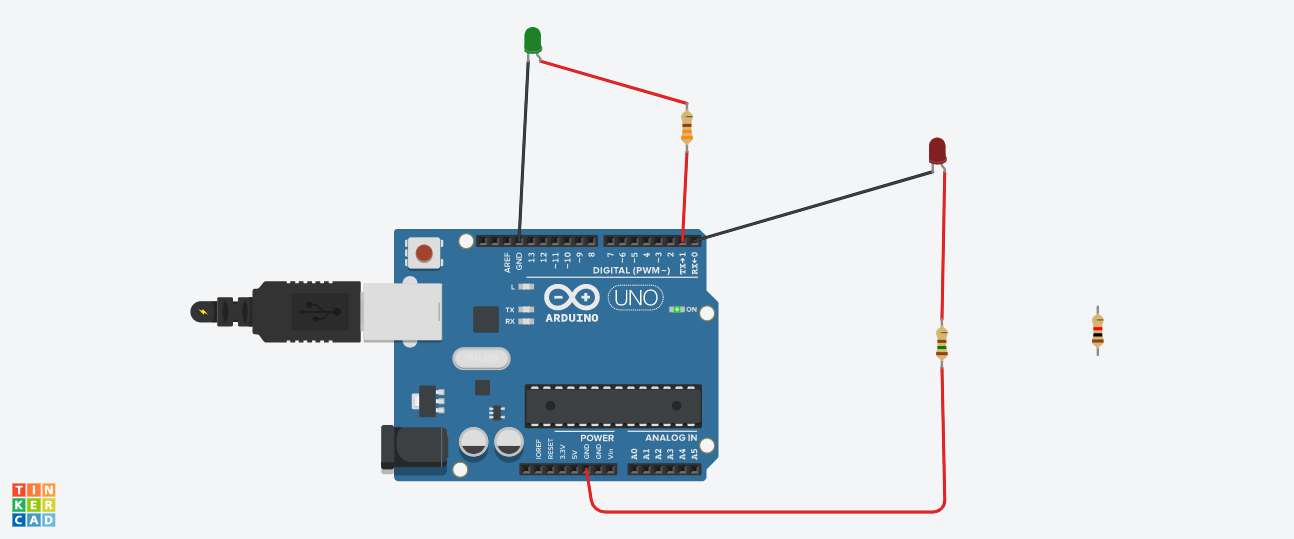 AREF
GND
13
12
~11
~10
~9
8
7
~6
~5
4
~3
2
TX→1
RX←0
DIGITAL (PWM~)
L
TX
RX
ARDUINO
UNO
ON
POWER
ANALOG IN
IOREF
RESET
3.3V
5V
GND
GND
Vin
A0
A1
A2
A3
A4
A5
TIN
KER
CAD